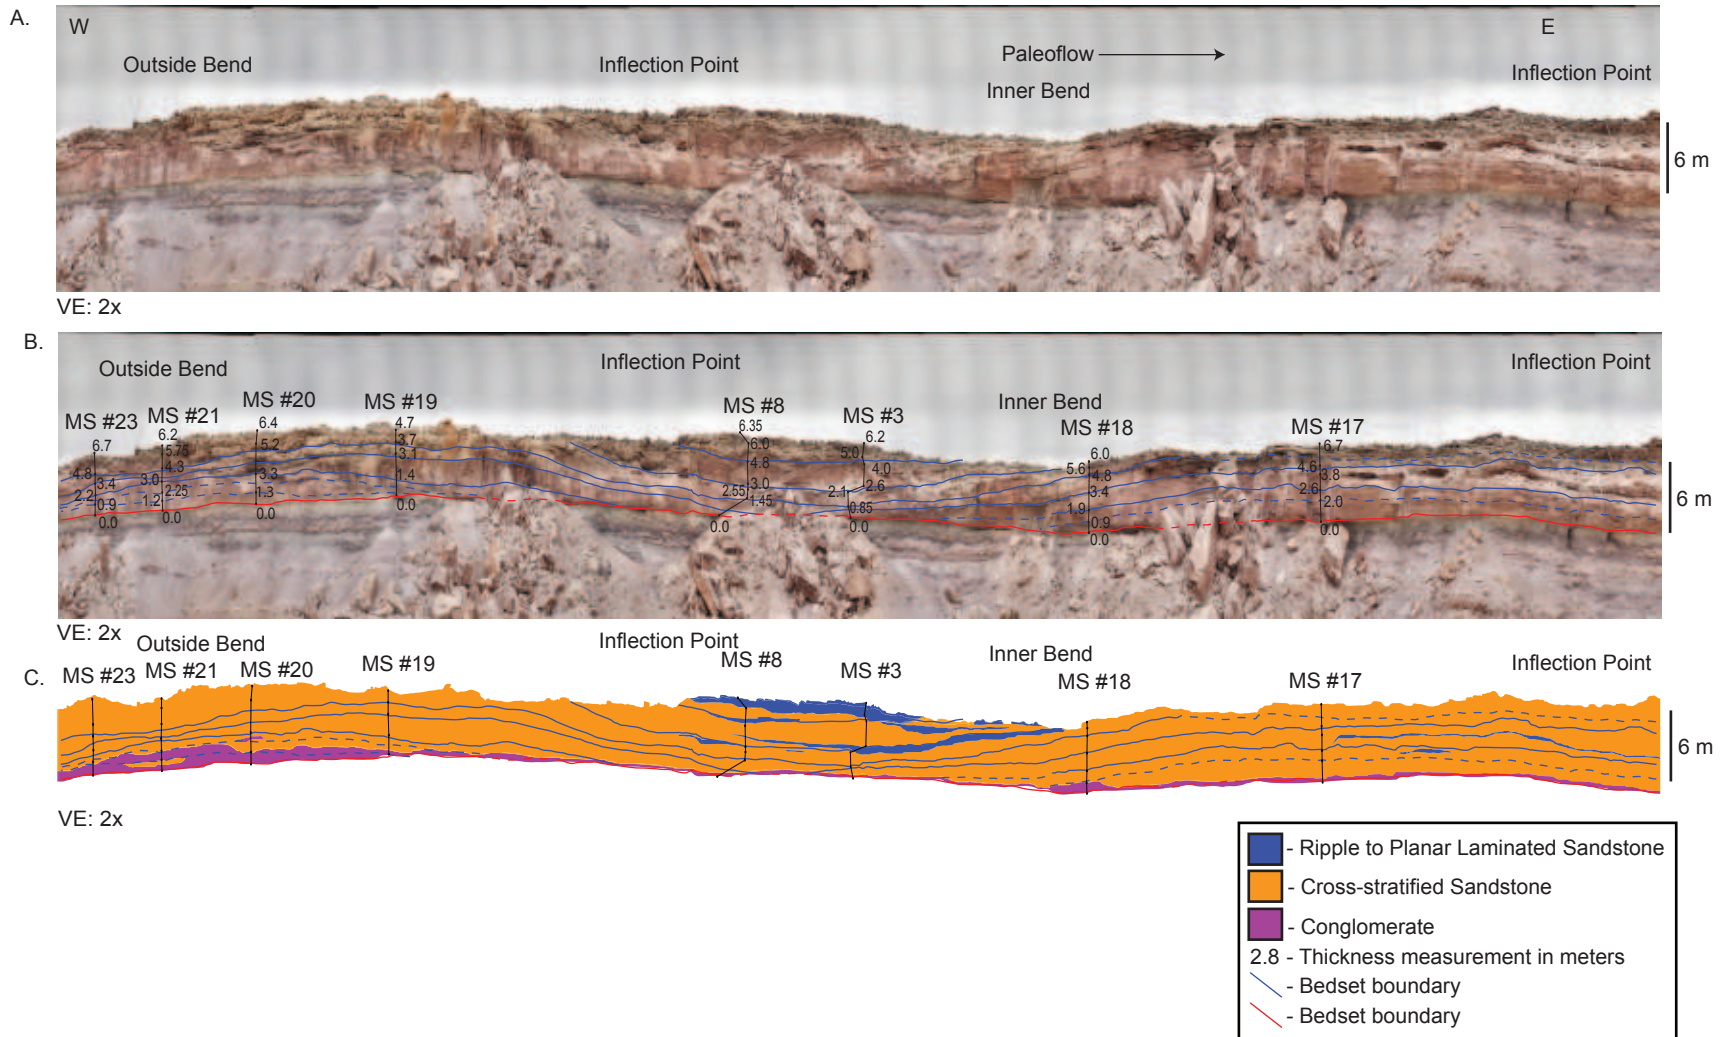 A.
W
E
Outside Bend
Inflection Point
Paleoflow
Inner Bend
Inflection Point
6 m
VE: 2x
B.
Outside Bend
Inflection Point
Inner Bend
Inflection Point
MS #23
MS #21
MS #20
MS #19
MS #8
MS #3
MS #18
MS #17
6.7
4.8
3.4
2.2
0.9
0.0
6.2
5.75
4.3
3.0
2.25
1.2
0.0
6.4
5.2
3.3
1.3
0.0
4.7
3.7
3.1
1.4
0.0
6.35
6.0
4.8
3.0
2.55
1.45
0.0
6.2
5.0
4.0
2.6
2.1
0.85
0.0
6.0
5.6
4.8
3.4
1.9
0.9
0.0
6.7
4.6
3.8
2.6
2.0
0.0
6 m
VE: 2x
C.
Outside Bend
Inflection Point
Inner Bend
Inflection Point
MS #23
MS #21
MS #20
MS #19
MS #8
MS #3
MS #18
MS #17
6 m
VE: 2x
- Ripple to Planar Laminated Sandstone
- Cross-stratified Sandstone
- Conglomerate
2.8 - Thickness measurement in meters
- Bedset boundary
- Bedset boundary